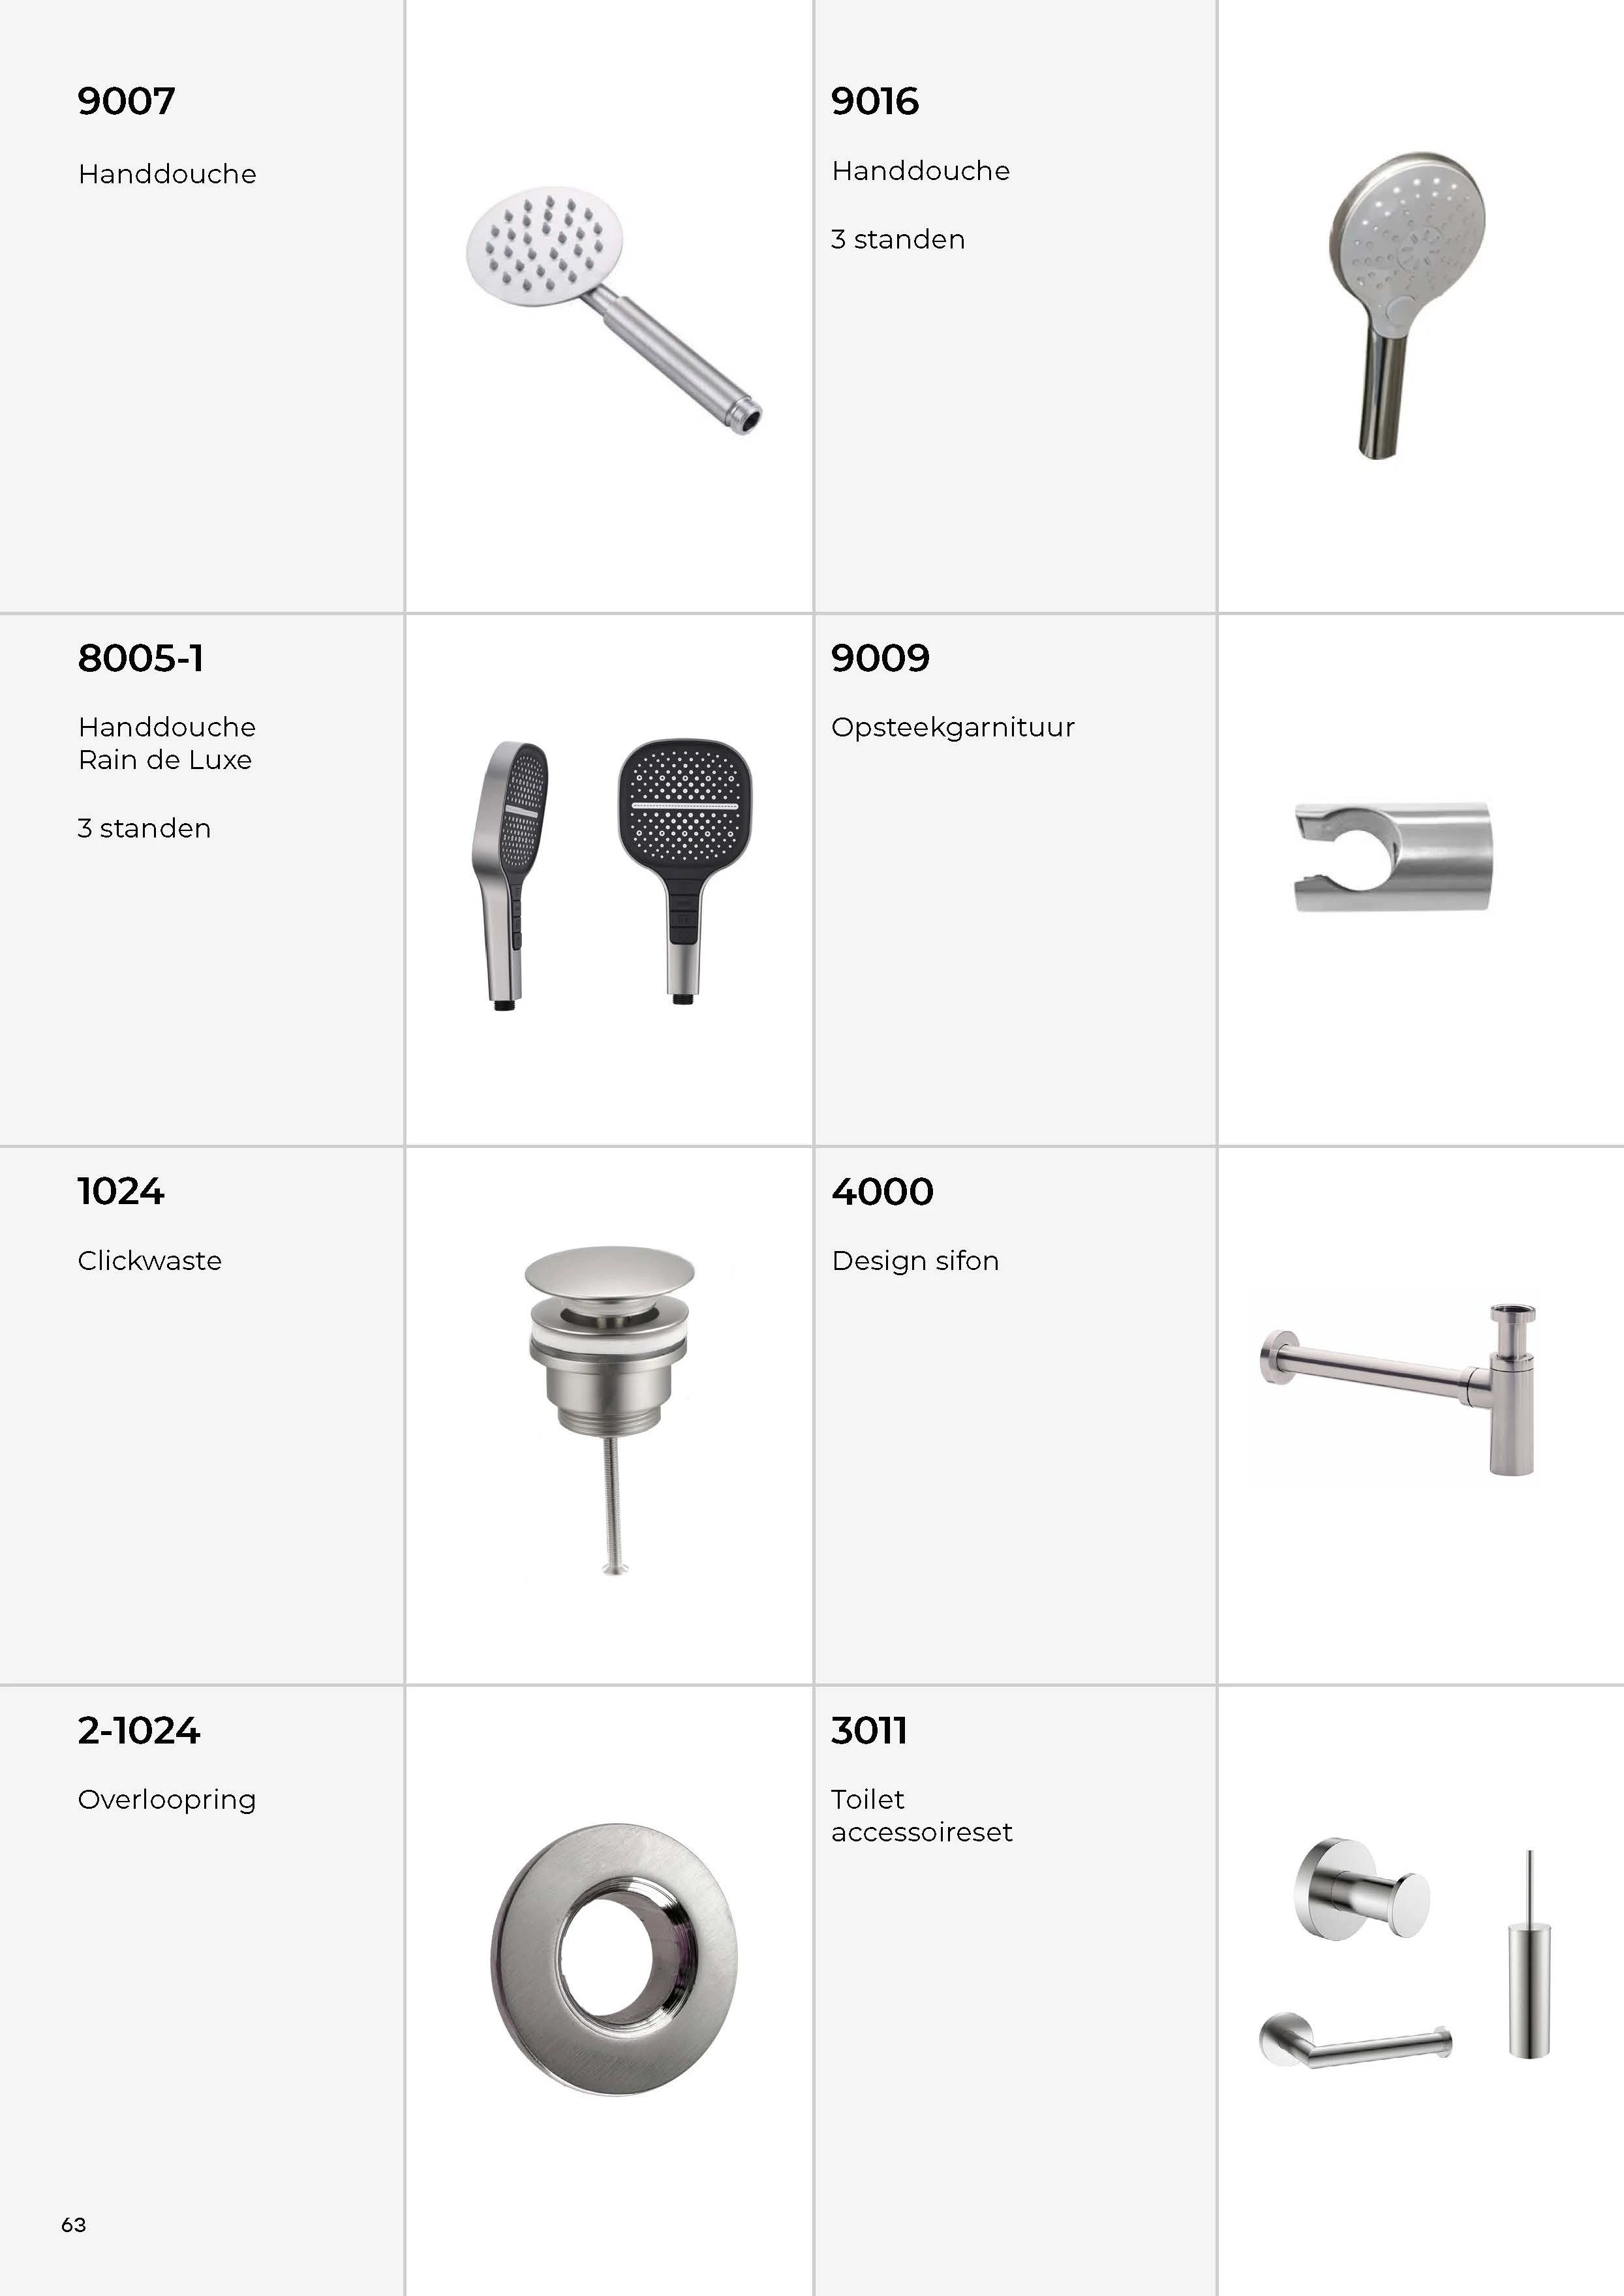 9007
Handdouche
9016
Handdouche
3 standen
8005-1
Handdouche
Rain de Luxe
3 standen
9009
Opsteekgarnituur
1024
Clickwaste
4000
Design sifon
2-1024
Overloopring
3011
Toilet
accessoireset
63